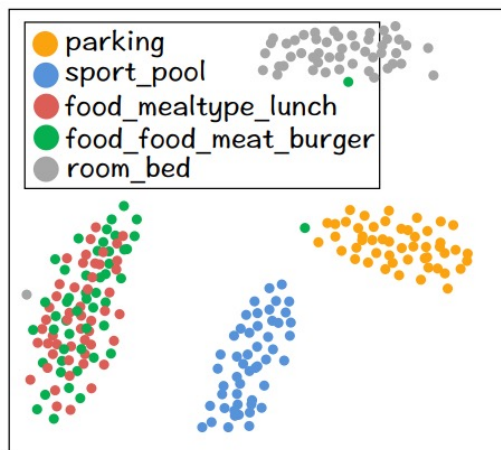 parking
sport_pool
food_mealtype_lunch
food_food_meat_burger
room_bed